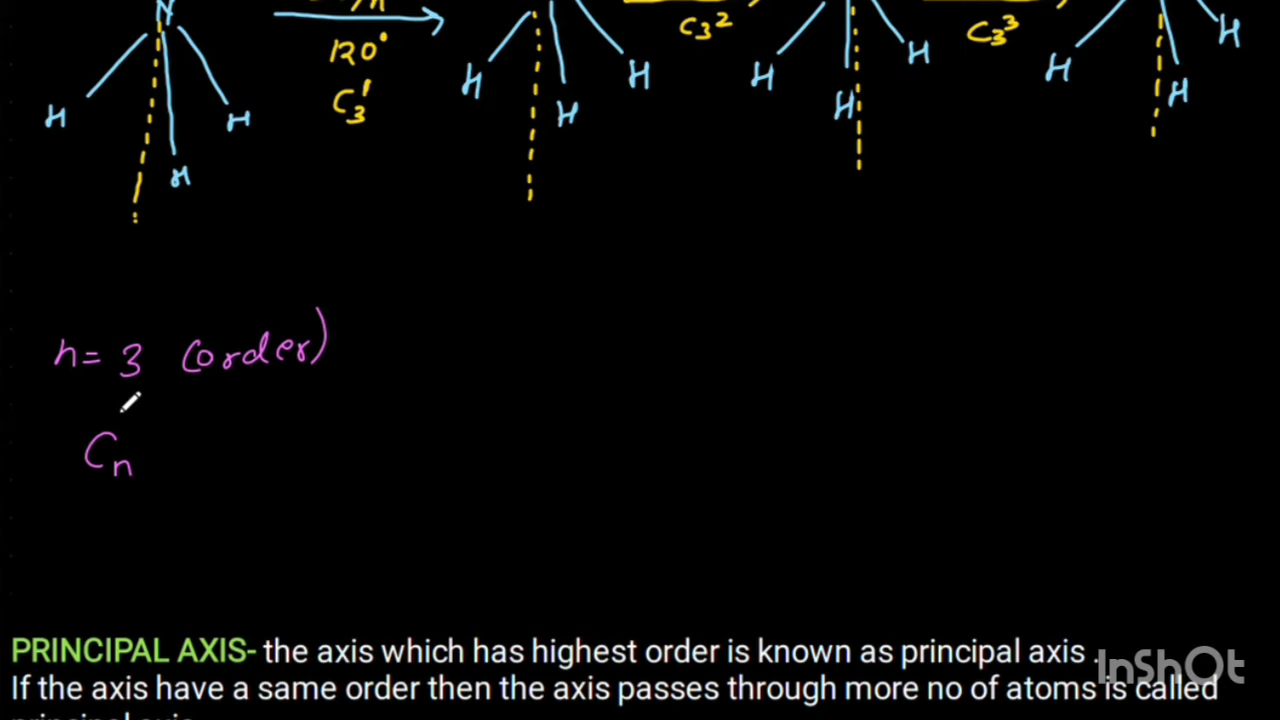 N
120° C₃² C₃³
C₃¹
H H H H H H H H H
H H H
n = 3 (order)
Cn
PRINCIPAL AXIS- the axis which has highest order is known as principal axis .
If the axis have a same order then the axis passes through more no of atoms is called
principal axis
InShOt